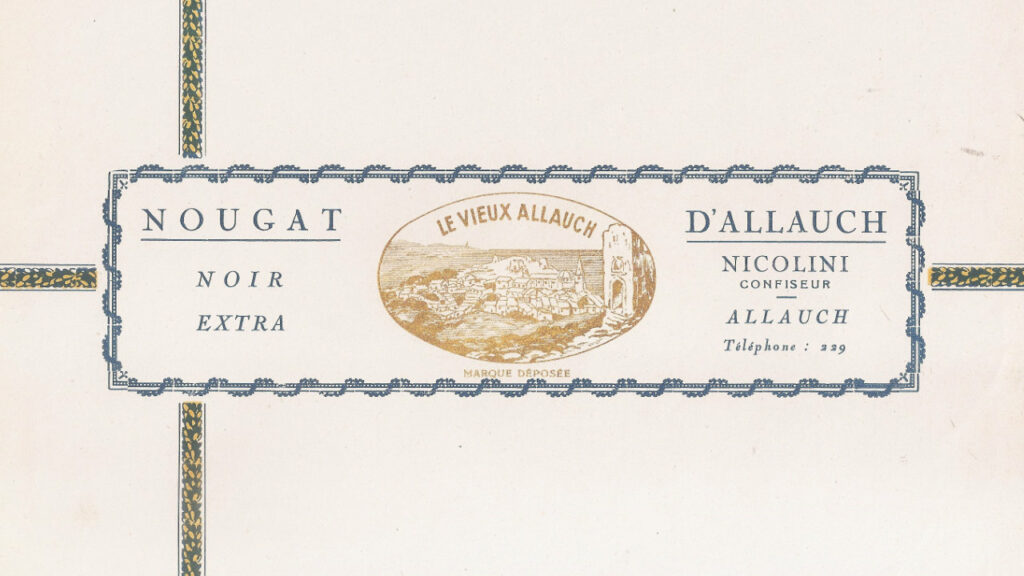 NOUGAT
NOIR
EXTRA
LE VIEUX ALLAUCH
MARQUE DÉPOSÉE
D'ALLAUCH
NICOLINI
CONFISEUR
ALLAUCH
Téléphone : 229